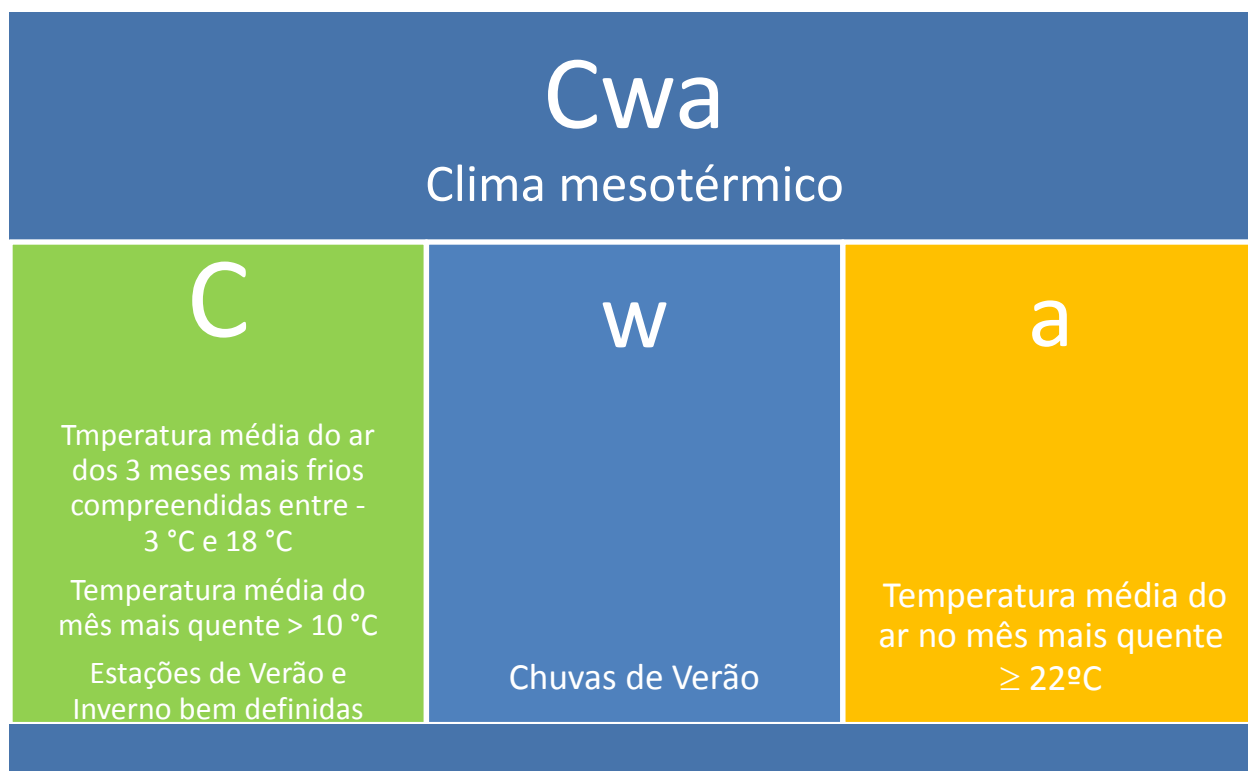 Cwa
Clima mesotérmico
C
Tmperatura média do ar
dos 3 meses mais frios
compreendidas entre -
3 °C e 18 °C
Temperatura média do
mês mais quente > 10 °C
Estações de Verão e
Inverno bem definidas
w
Chuvas de Verão
a
Temperatura média do
ar no mês mais quente
≥ 22ºC